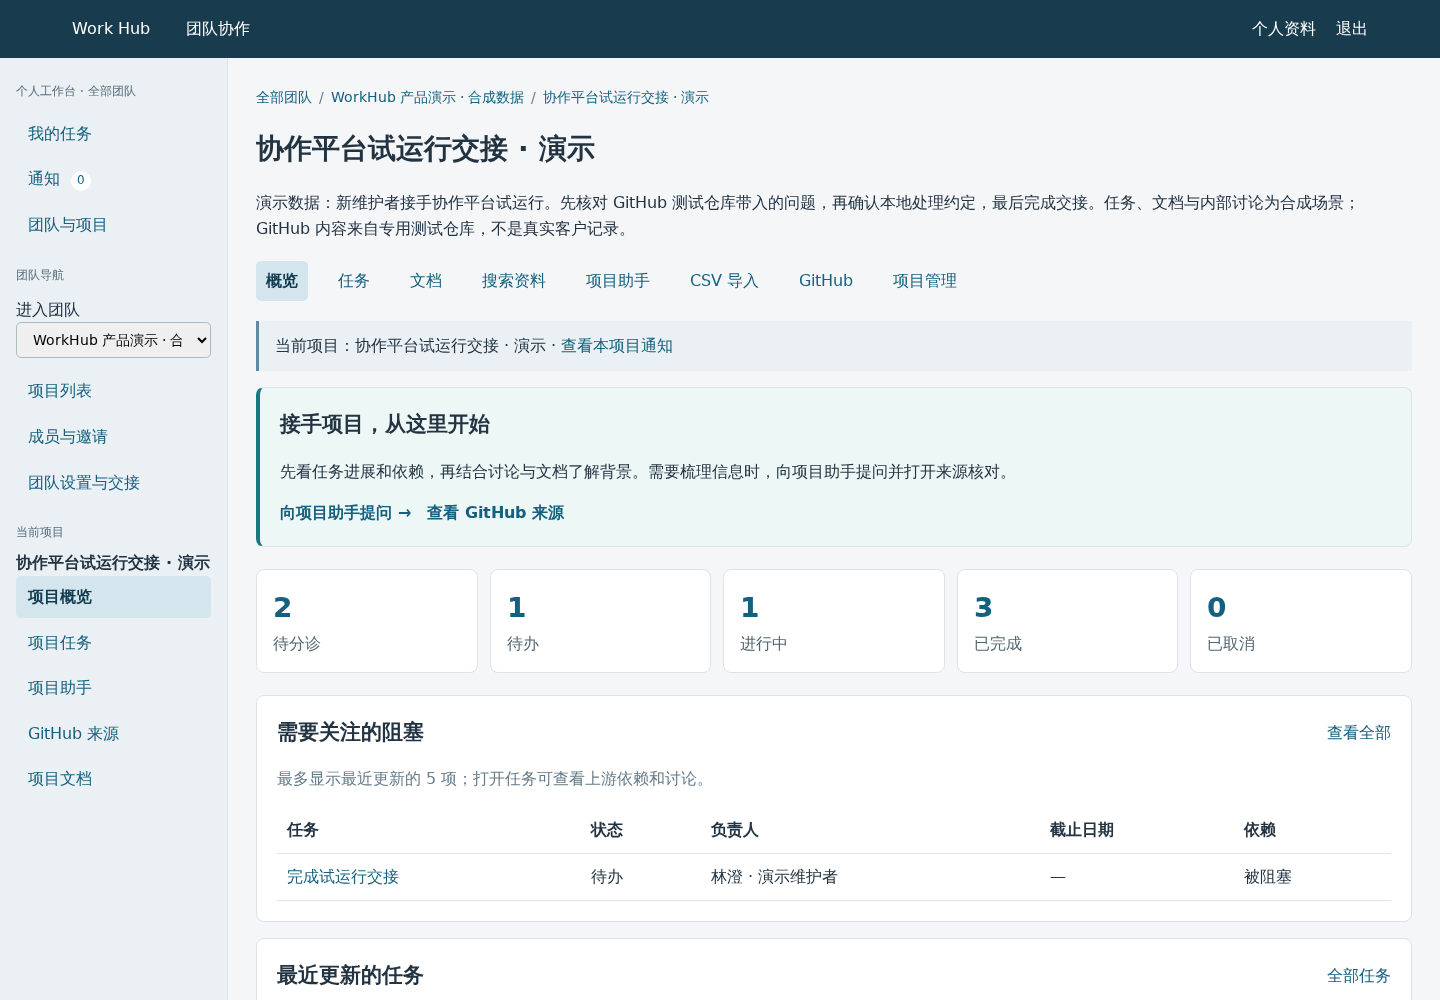 Work Hub 团队协作 个人资料 退出
个人工作台 · 全部团队
我的任务
通知 0
团队与项目
团队导航
进入团队
WorkHub 产品演示 · 合
项目列表
成员与邀请
团队设置与交接
当前项目
协作平台试运行交接 · 演示
项目概览
项目任务
项目助手
GitHub 来源
项目文档
全部团队 / WorkHub 产品演示 · 合成数据 / 协作平台试运行交接 · 演示
协作平台试运行交接 · 演示
演示数据：新维护者接手协作平台试运行。先核对 GitHub 测试仓库带入的问题，再确认本地处理约定，最后完成交接。任务、文档与内部讨论为合成场景；
GitHub 内容来自专用测试仓库，不是真实客户记录。
概览 任务 文档 搜索资料 项目助手 CSV 导入 GitHub 项目管理
当前项目：协作平台试运行交接 · 演示 · 查看本项目通知
接手项目，从这里开始
先看任务进展和依赖，再结合讨论与文档了解背景。需要梳理信息时，向项目助手提问并打开来源核对。
向项目助手提问 → 查看 GitHub 来源
2 1 1 3 0
待分诊 待办 进行中 已完成 已取消
需要关注的阻塞 查看全部
最多显示最近更新的 5 项；打开任务可查看上游依赖和讨论。
任务 状态 负责人 截止日期 依赖
完成试运行交接 待办 林澄 · 演示维护者 — 被阻塞
最近更新的任务 全部任务